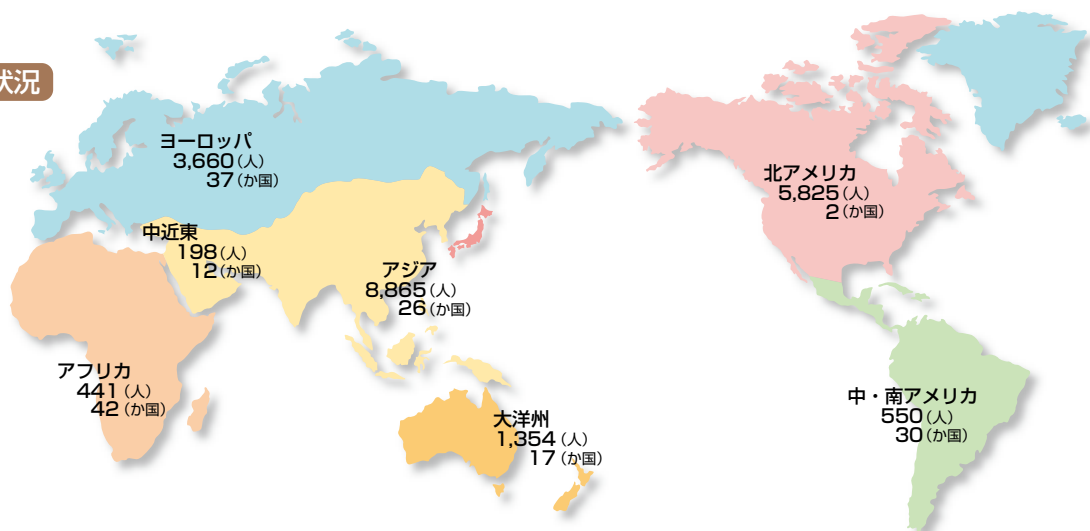 状況
ヨーロッパ
3,660(人)
37(か国)
中近東
198(人)
12(か国)
アジア
8,865(人)
26(か国)
アフリカ
441(人)
42(か国)
大洋州
1,354(人)
17(か国)
北アメリカ
5,825(人)
2(か国)
中・南アメリカ
550(人)
30(か国)